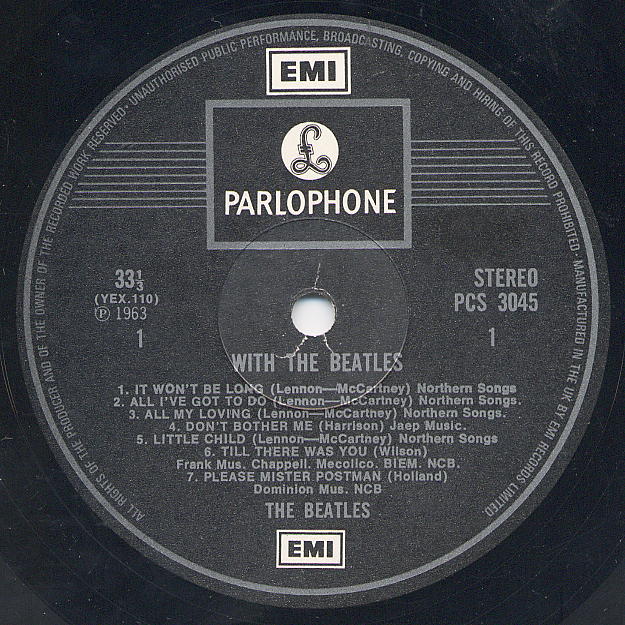 ALL RIGHTS OF THE PRODUCER AND OF THE OWNER OF THE RECORDED WORK RESERVED · UNAUTHORISED PUBLIC PERFORMANCE, BROADCASTING, COPYING AND HIRING OF THIS RECORD PROHIBITED · MANUFACTURED IN THE UK BY EMI RECORDS LIMITED
EMI
£
PARLOPHONE
33⅓
(YEX.110)
Ⓟ 1963
1
STEREO
PCS 3045
1
WITH THE BEATLES
1. IT WON'T BE LONG (Lennon—McCartney) Northern Songs
2. ALL I'VE GOT TO DO (Lennon—McCartney) Northern Songs.
3. ALL MY LOVING (Lennon—McCartney) Northern Songs.
4. DON'T BOTHER ME (Harrison) Jaep Music.
5. LITTLE CHILD (Lennon—McCartney) Northern Songs
6. TILL THERE WAS YOU (Wilson)
Frank Mus. Chappell. Mecolico. BIEM. NCB.
7. PLEASE MISTER POSTMAN (Holland)
Dominion Mus. NCB
THE BEATLES
EMI